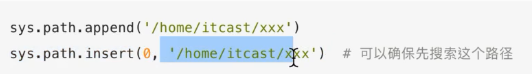 sys.path.append('/home/itcast/xxx')
sys.path.insert(0, '/home/itcast/xxx')  # 可以确保先搜索这个路径